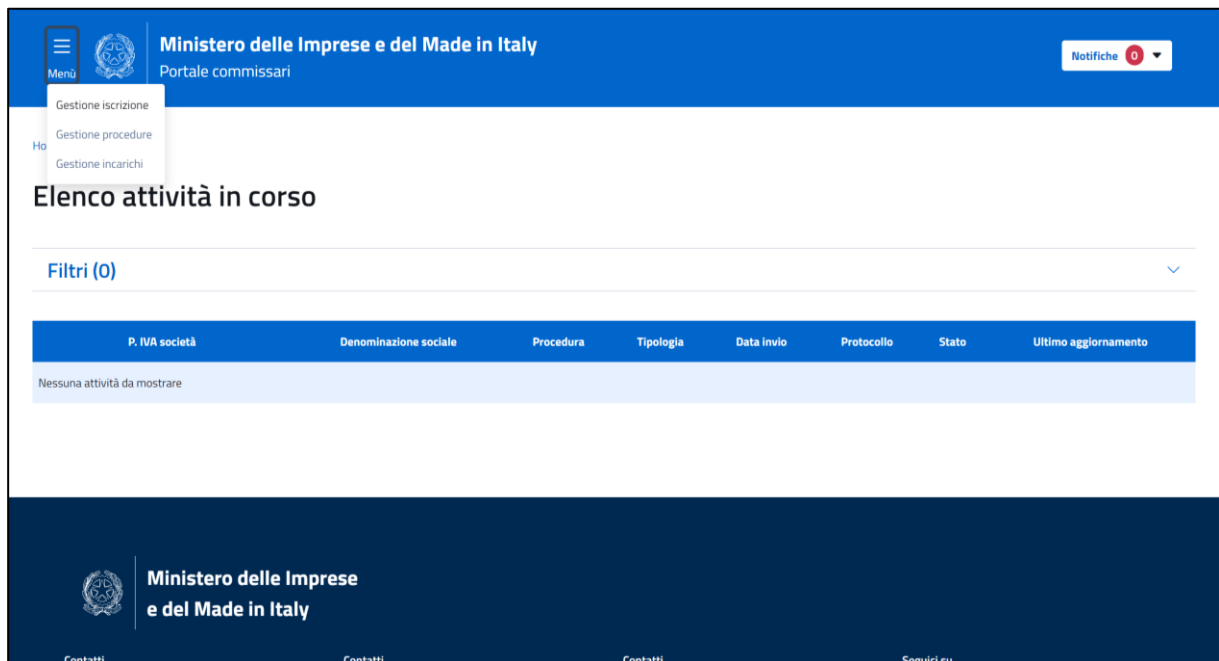 Ministero delle Imprese e del Made in Italy
Portale commissari
Menù
Notifiche 0
Gestione iscrizione
Gestione procedure
Gestione incarichi
Ho
Elenco attività in corso
Filtri (0)
P. IVA società Denominazione sociale Procedura Tipologia Data invio Protocollo Stato Ultimo aggiornamento
Nessuna attività da mostrare
Ministero delle Imprese
e del Made in Italy
Contatti Contatti Contatti Seguici su